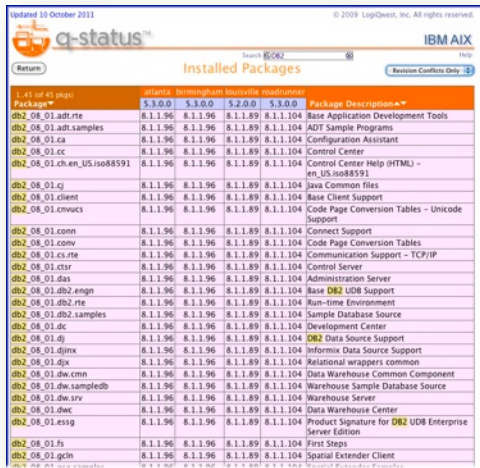 Updated 10 October 2011
© 2009 LogiQwest, Inc. All rights reserved.
q-status™
IBM AIX
Search DB2
Help
Return
Installed Packages
Revision Conflicts Only
1..45 (of 45 pkgs) atlanta birmingham louisville roadrunner
Package▼ 5.3.0.0 5.3.0.0 5.2.0.0 5.3.0.0 Package Description▲▼
db2_08_01.adt.rte 8.1.1.96 8.1.1.96 8.1.1.89 8.1.1.104 Base Application Development Tools
db2_08_01.adt.samples 8.1.1.96 8.1.1.96 8.1.1.89 8.1.1.104 ADT Sample Programs
db2_08_01.ca 8.1.1.96 8.1.1.96 8.1.1.89 8.1.1.104 Configuration Assistant
db2_08_01.cc 8.1.1.96 8.1.1.96 8.1.1.89 8.1.1.104 Control Center
db2_08_01.ch.en_US.iso88591 8.1.1.96 8.1.1.96 8.1.1.89 8.1.1.104 Control Center Help (HTML) –
en_US.iso88591
db2_08_01.cj 8.1.1.96 8.1.1.96 8.1.1.89 8.1.1.104 Java Common files
db2_08_01.client 8.1.1.96 8.1.1.96 8.1.1.89 8.1.1.104 Base Client Support
db2_08_01.cnvucs 8.1.1.96 8.1.1.96 8.1.1.89 8.1.1.104 Code Page Conversion Tables – Unicode
Support
db2_08_01.conn 8.1.1.96 8.1.1.96 8.1.1.89 8.1.1.104 Connect Support
db2_08_01.conv 8.1.1.96 8.1.1.96 8.1.1.89 8.1.1.104 Code Page Conversion Tables
db2_08_01.cs.rte 8.1.1.96 8.1.1.96 8.1.1.89 8.1.1.104 Communication Support – TCP/IP
db2_08_01.ctsr 8.1.1.96 8.1.1.96 8.1.1.89 8.1.1.104 Control Server
db2_08_01.das 8.1.1.96 8.1.1.96 8.1.1.89 8.1.1.104 Administration Server
db2_08_01.db2.engn 8.1.1.96 8.1.1.96 8.1.1.89 8.1.1.104 Base DB2 UDB Support
db2_08_01.db2.rte 8.1.1.96 8.1.1.96 8.1.1.89 8.1.1.104 Run-time Environment
db2_08_01.db2.samples 8.1.1.96 8.1.1.96 8.1.1.89 8.1.1.104 Sample Database Source
db2_08_01.dc 8.1.1.96 8.1.1.96 8.1.1.89 8.1.1.104 Development Center
db2_08_01.dj 8.1.1.96 8.1.1.96 8.1.1.89 8.1.1.104 DB2 Data Source Support
db2_08_01.djinx 8.1.1.96 8.1.1.96 8.1.1.89 8.1.1.104 Informix Data Source Support
db2_08_01.djx 8.1.1.96 8.1.1.96 8.1.1.89 8.1.1.104 Relational wrappers common
db2_08_01.dw.cmn 8.1.1.96 8.1.1.96 8.1.1.89 8.1.1.104 Data Warehouse Common Component
db2_08_01.dw.sampledb 8.1.1.96 8.1.1.96 8.1.1.89 8.1.1.104 Warehouse Sample Database Source
db2_08_01.dw.srv 8.1.1.96 8.1.1.96 8.1.1.89 8.1.1.104 Warehouse Server
db2_08_01.dwc 8.1.1.96 8.1.1.96 8.1.1.89 8.1.1.104 Data Warehouse Center
db2_08_01.essg 8.1.1.96 8.1.1.96 8.1.1.89 8.1.1.104 Product Signature for DB2 UDB Enterprise
Server Edition
db2_08_01.fs 8.1.1.96 8.1.1.96 8.1.1.89 8.1.1.104 First Steps
db2_08_01.gcln 8.1.1.96 8.1.1.96 8.1.1.89 8.1.1.104 Spatial Extender Client